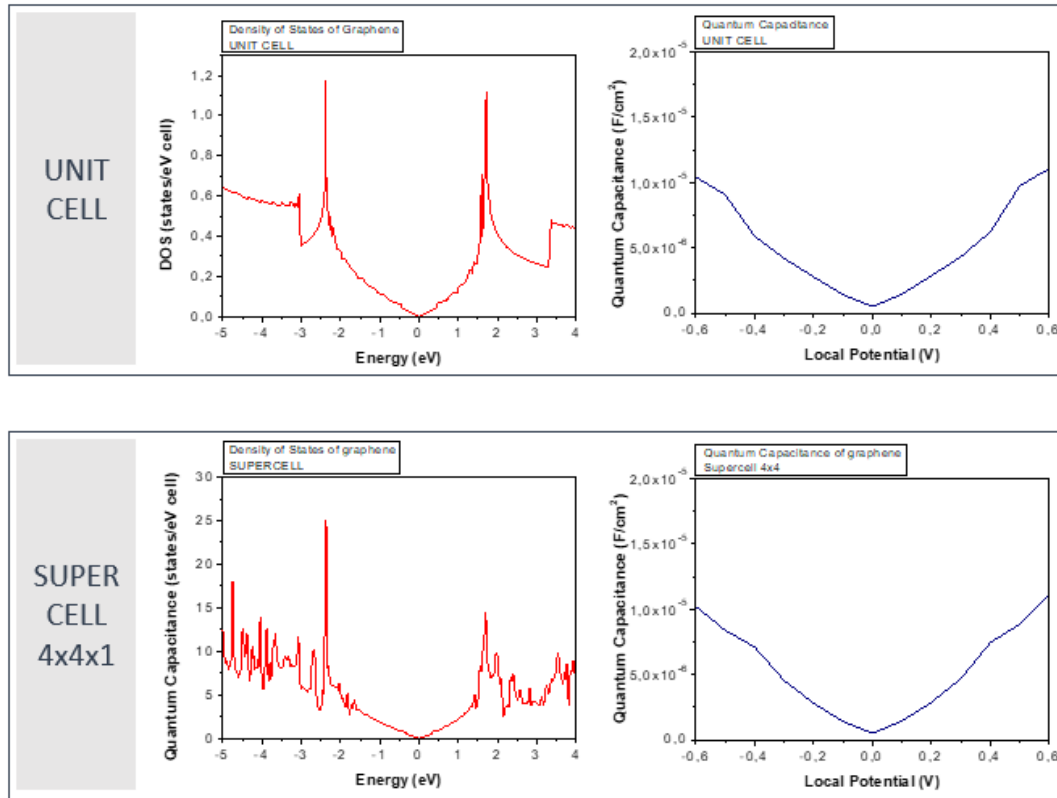 UNIT
CELL
Density of States of Graphene
UNIT CELL
DOS (states/eV cell)
1,2
1,0
0,8
0,6
0,4
0,2
0,0
-5 -4 -3 -2 -1 0 1 2 3 4
Energy (eV)
Quantum Capacitance
UNIT CELL
Quantum Capacitance (F/cm²)
2,0x10⁻⁵
1,5x10⁻⁵
1,0x10⁻⁵
5,0x10⁻⁶
0,0
-0,6 -0,4 -0,2 0,0 0,2 0,4 0,6
Local Potential (V)
SUPER
CELL
4x4x1
Density of States of graphene
SUPERCELL
Quantum Capacitance (states/eV cell)
30
25
20
15
10
5
0
-5 -4 -3 -2 -1 0 1 2 3 4
Energy (eV)
Quantum Capacitance of graphene
Supercell 4x4
Quantum Capacitance (F/cm²)
2,0x10⁻⁵
1,5x10⁻⁵
1,0x10⁻⁵
5,0x10⁻⁶
0,0
-0,6 -0,4 -0,2 0,0 0,2 0,4 0,6
Local Potential (V)